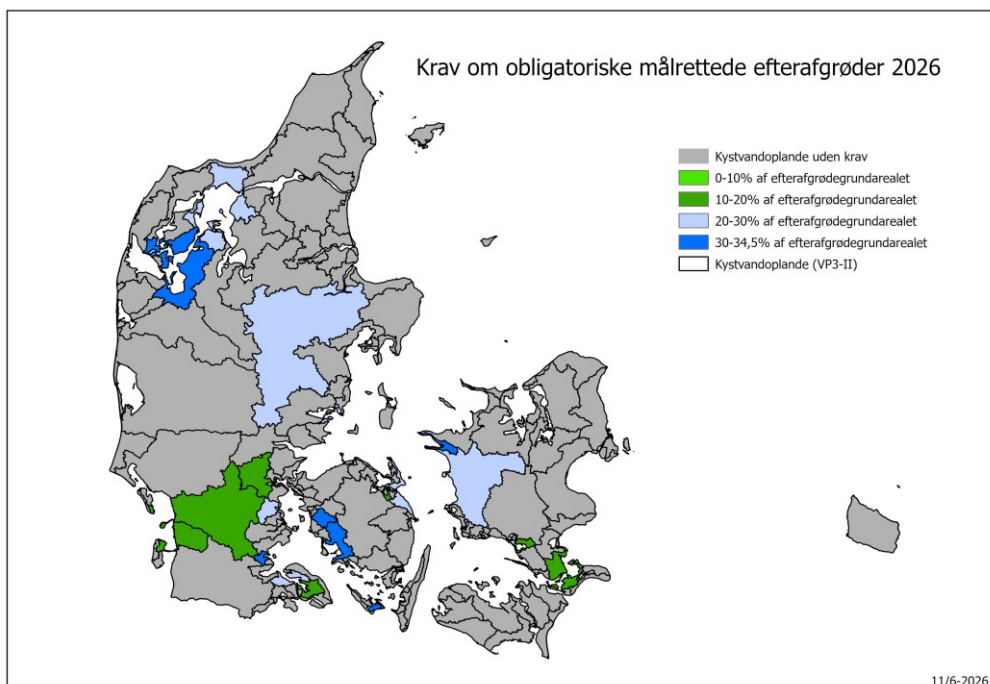 Krav om obligatoriske målrettede efterafgrøder 2026
Kystvandoplande uden krav
0-10% af efterafgrødegrundarealet
10-20% af efterafgrødegrundarealet
20-30% af efterafgrødegrundarealet
30-34,5% af efterafgrødegrundarealet
Kystvandoplande (VP3-II)
11/6-2026